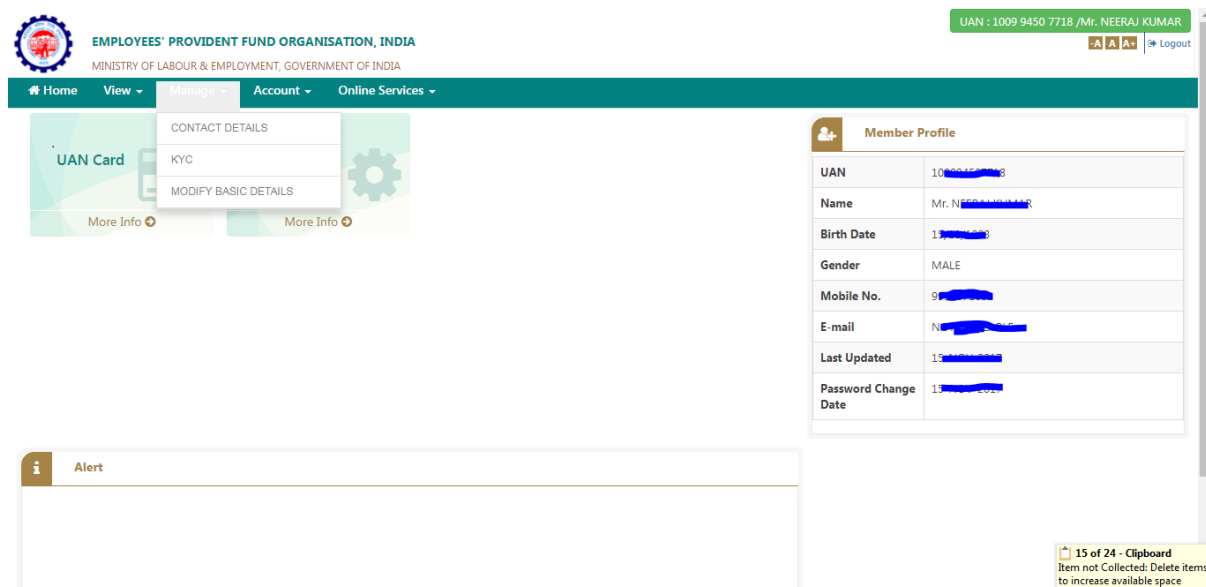 UAN : 1009 9450 7718 /Mr. NEERAJ KUMAR
EMPLOYEES' PROVIDENT FUND ORGANISATION, INDIA
-A A A+ Logout
MINISTRY OF LABOUR & EMPLOYMENT, GOVERNMENT OF INDIA
Home View Manage Account Online Services
CONTACT DETAILS
KYC
MODIFY BASIC DETAILS
UAN Card
More Info
More Info
Member Profile
UAN
Name Mr.
Birth Date
Gender MALE
Mobile No.
E-mail
Last Updated
Password Change
Date
Alert
15 of 24 - Clipboard
Item not Collected: Delete items
to increase available space